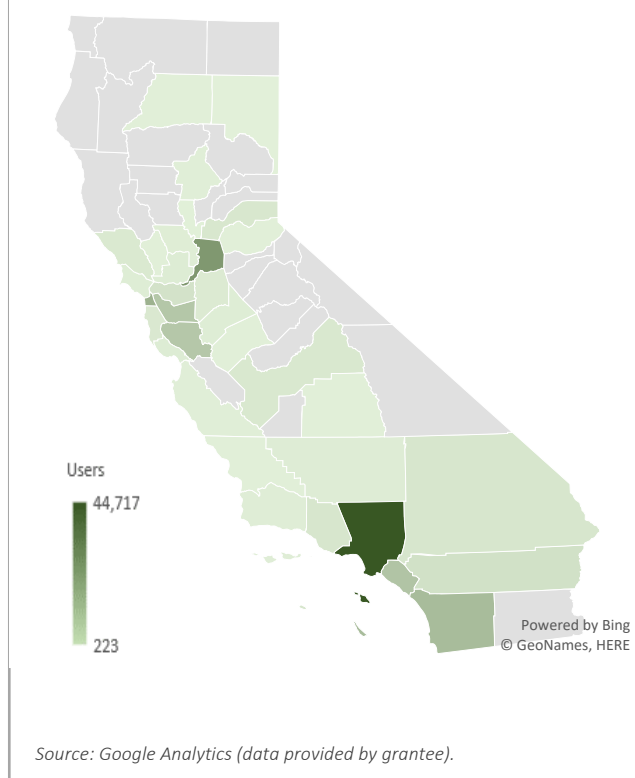 Users
44,717
223
Powered by Bing
© GeoNames, HERE
Source: Google Analytics (data provided by grantee).